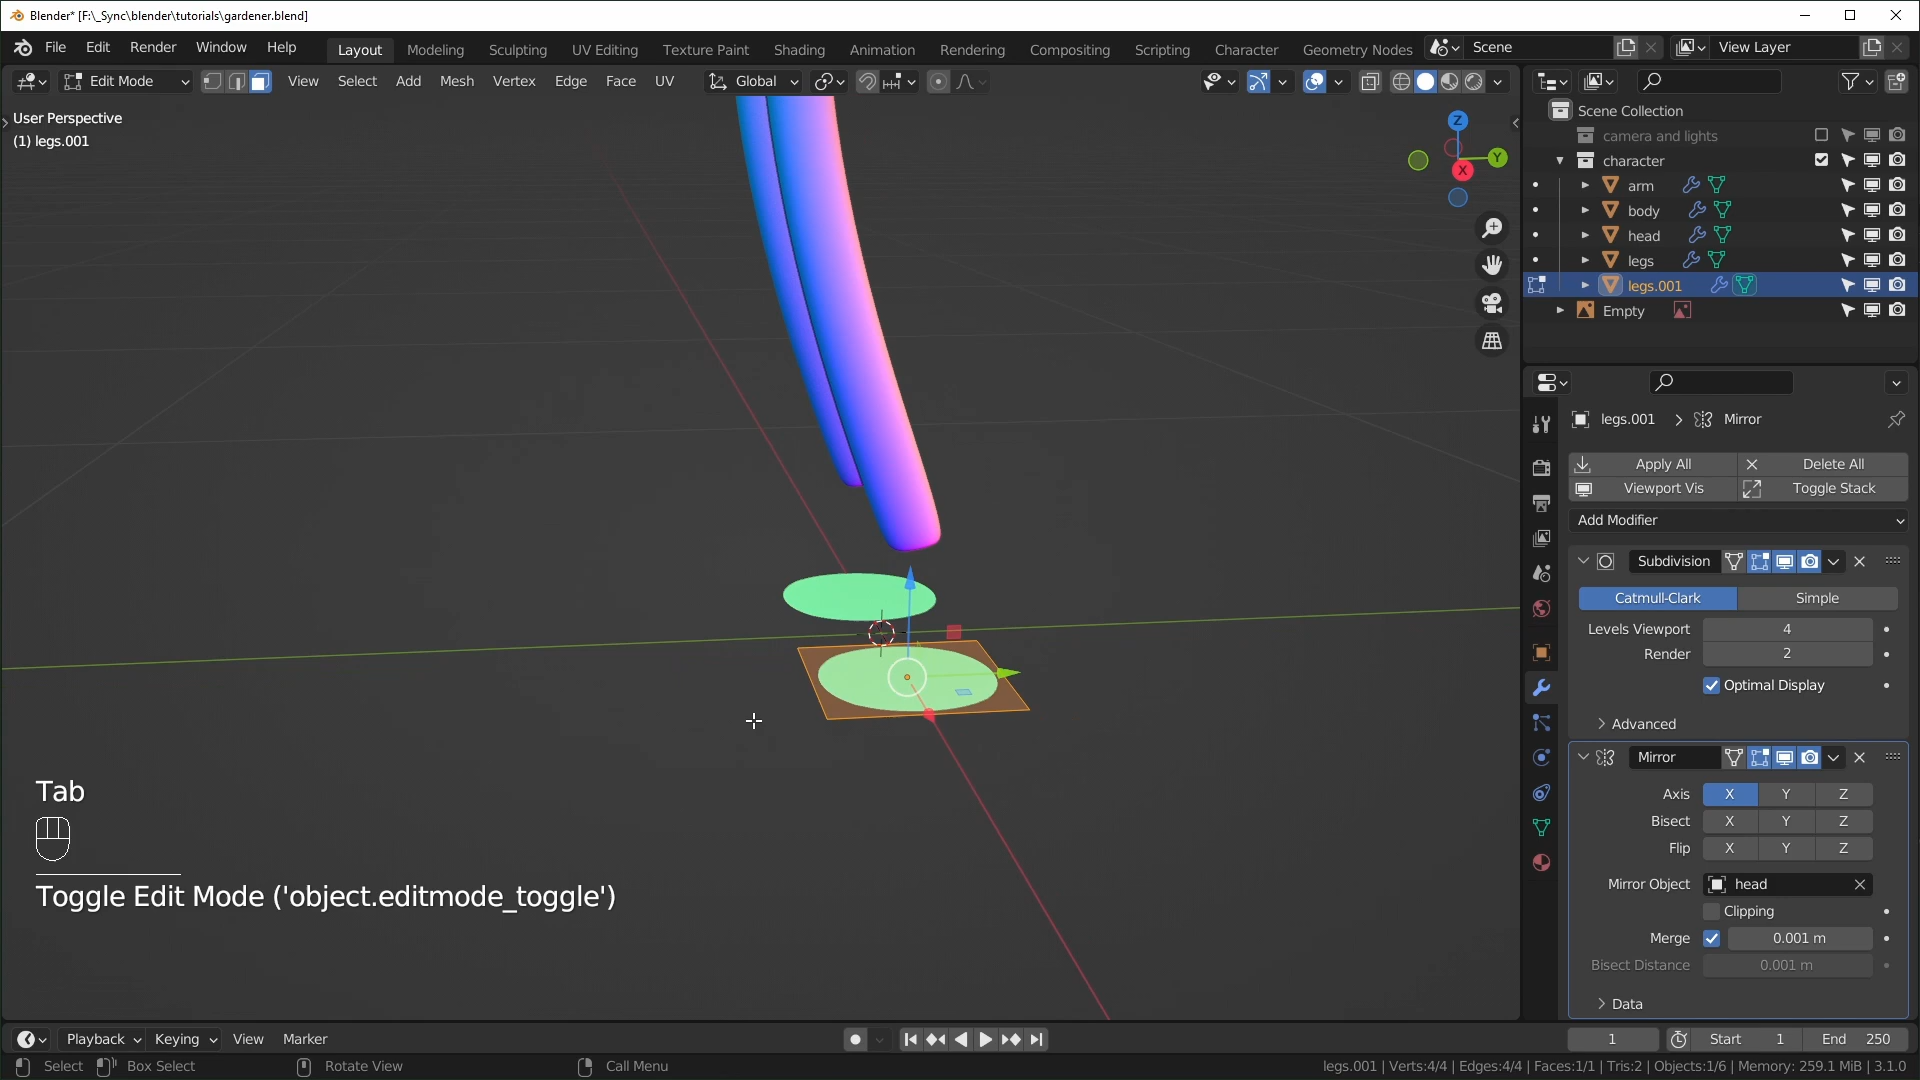 Blender* [F:\_Sync\blender\tutorials\gardener.blend]
File Edit Render Window Help Layout Modeling Sculpting UV Editing Texture Paint Shading Animation Rendering Compositing Scripting Character Geometry Nodes Scene View Layer
Edit Mode View Select Add Mesh Vertex Edge Face UV Global
User Perspective
(1) legs.001
Z
Y
X
Scene Collection
camera and lights
character
arm
body
head
legs
legs.001
Empty
legs.001 > Mirror
Apply All Delete All
Viewport Vis Toggle Stack
Add Modifier
Subdivision
Catmull-Clark Simple
Levels Viewport 4
Render 2
Optimal Display
Advanced
Mirror
Axis X Y Z
Bisect X Y Z
Flip X Y Z
Mirror Object head
Clipping
Merge 0.001 m
Bisect Distance 0.001 m
Data
Tab
Toggle Edit Mode ('object.editmode_toggle')
Playback Keying View Marker 1 Start 1 End 250
Select Box Select Rotate View Call Menu legs.001 | Verts:4/4 | Edges:4/4 | Faces:1/1 | Tris:2 | Objects:1/6 | Memory: 259.1 MiB | 3.1.0